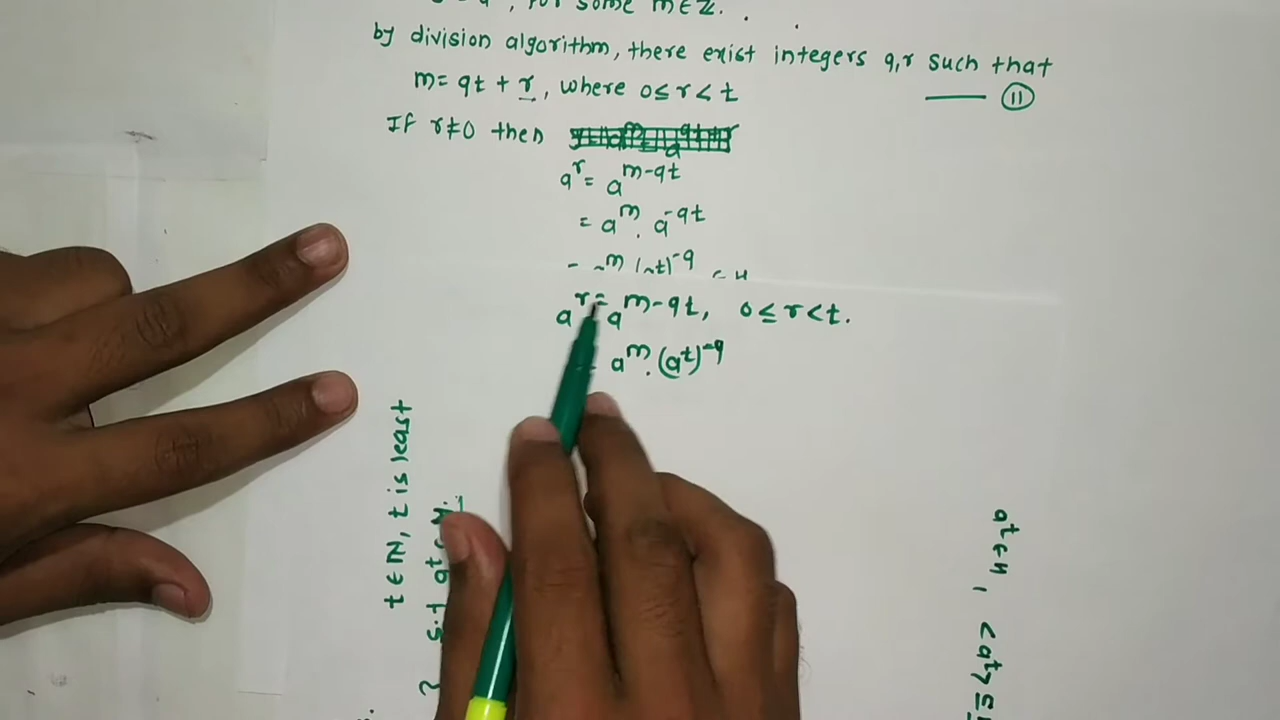 , for some m∈Z.
by division algorithm, there exist integers q,r such that
m= qt + r, where 0≤ r < t —— (11)
If r≠0 then
a^r = a^(m-qt)
= a^m . a^(-qt)
a^r = a^(m-qt), 0≤r<t.
a^m . (a^t)^(-q)
t∈N, t is least
s.t
a^t∈H, <a^t>⊆